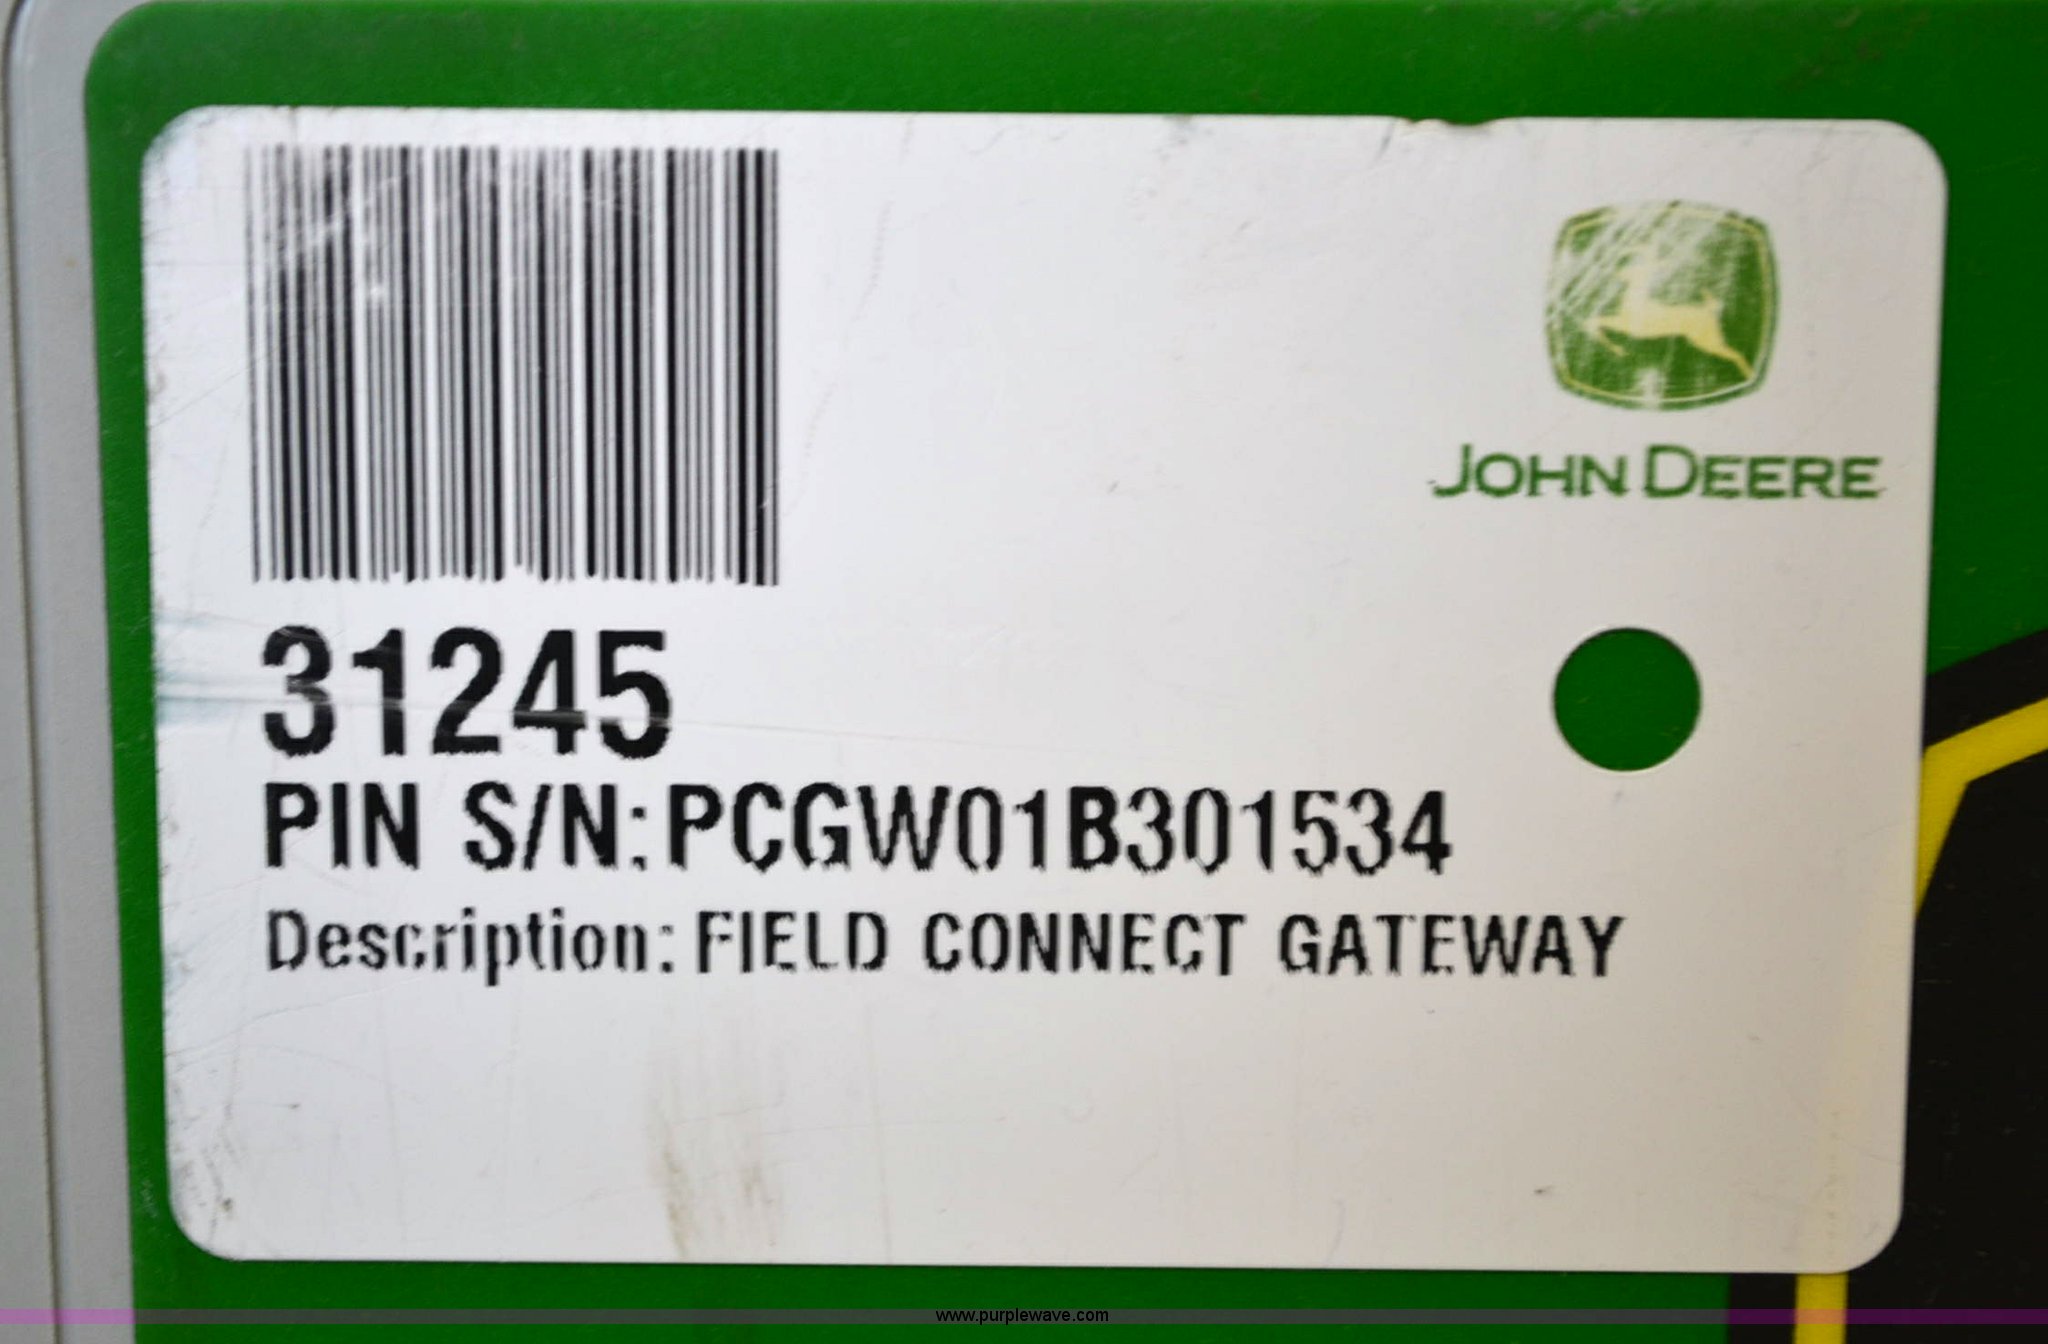 JOHN DEERE
31245
PIN S/N: PCGW01B301534
Description: FIELD CONNECT GATEWAY
www.purplewave.com